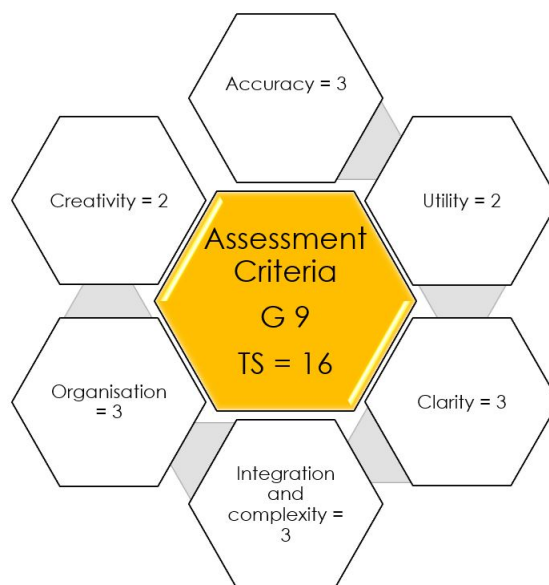 Accuracy = 3
Creativity = 2
Utility = 2
Assessment
Criteria
G 9
TS = 16
Organisation
= 3
Clarity = 3
Integration
and
complexity =
3